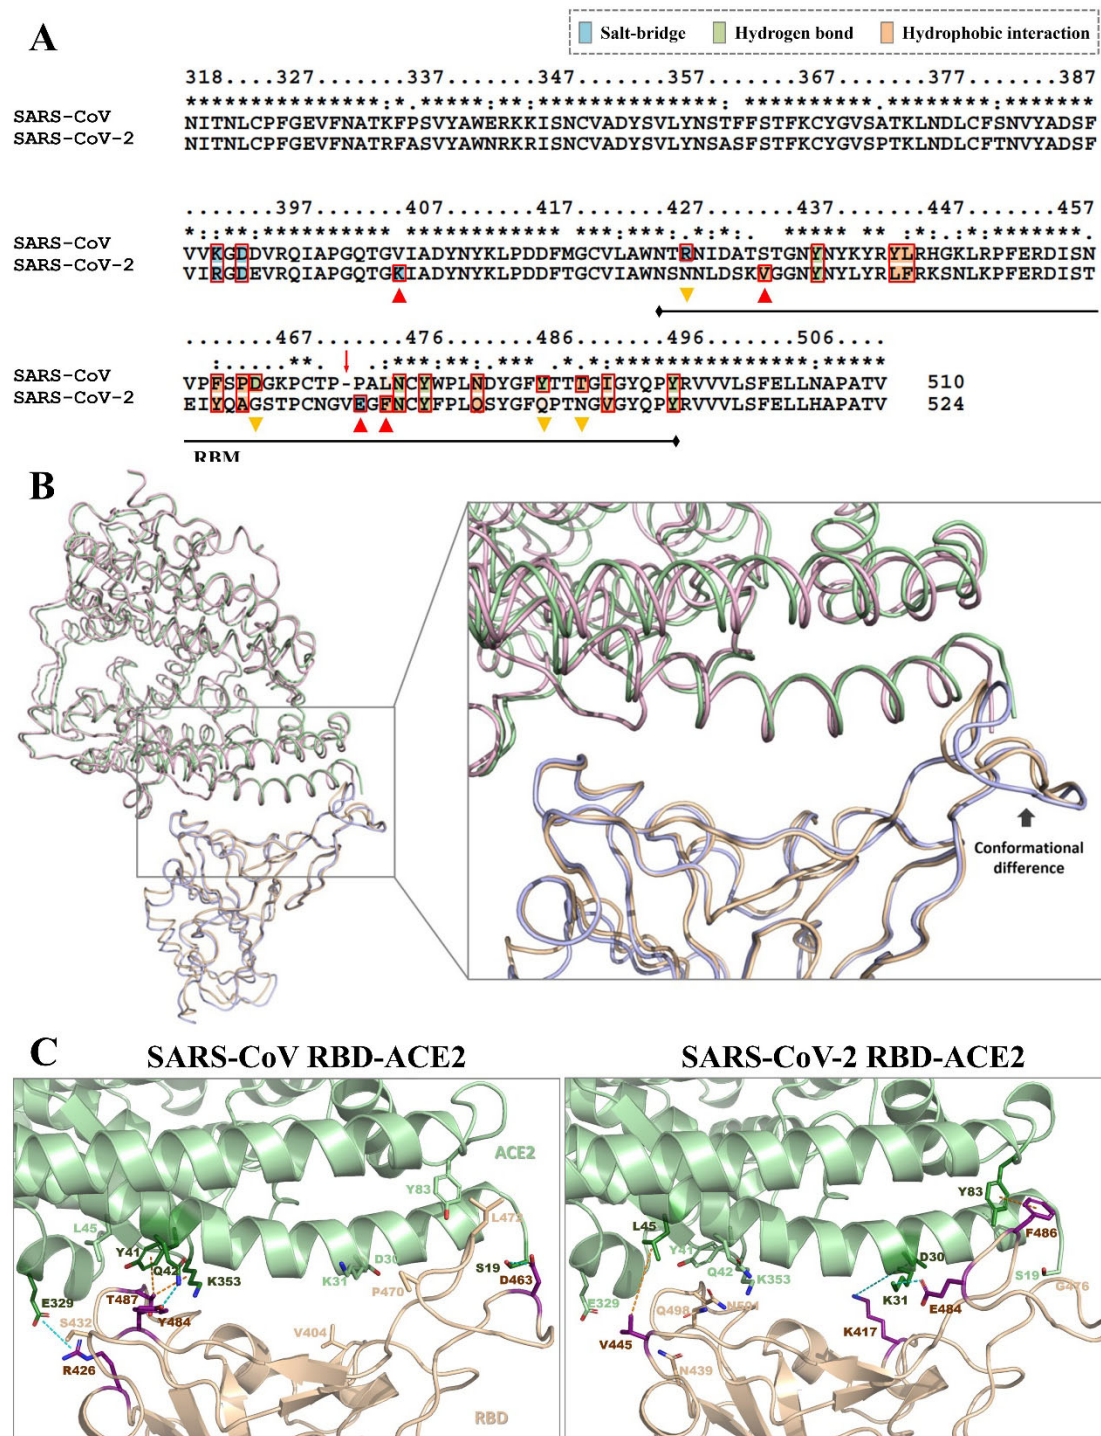 A
Salt-bridge Hydrogen bond Hydrophobic interaction
318....327.......337.......347.......357.......367.......377.......387
SARS-CoV NITNLCPFGEVFNATKFPSVYAWERKKISNCVADYSVLYNSTFFSTFKCYGVSATKLNDLCFSNVYADSF
SARS-CoV-2 NITNLCPFGEVFNATRFASVYAWNRKRISNCVADYSVLYNSASFSTFKCYGVSPTKLNDLCFTNVYADSF
.......397.......407.......417.......427.......437.......447.......457
SARS-CoV VVKGDDVRQIAPGQTGVIADYNYKLPDDFMGCVLAWNTRNIDATSTGNYNYKYRYLRHGKLRPFERDISN
SARS-CoV-2 VIRGDEVRQIAPGQTGKIADYNYKLPDDFTGCVIAWNSNNLDSKVGGNYNYLYRLFRKSNLKPFERDIST
.......467.......476.......486.......496.......506....
SARS-CoV VPFSPDGKPCTP-PALNCYWPLNDYGFYTTTGIGYQPYRVVVLSFELLNAPATV 510
SARS-CoV-2 EIYQAGSTPCNGVEGFNCYFPLQSYGFQPTNGVGYQPYRVVVLSFELLHAPATV 524
RBM
B
Conformational
difference
C
SARS-CoV RBD-ACE2
ACE2
Y83
L472
L45
Y41
Q42
K353
D30
K31
S19
D463
E329
T487
Y484
P470
S432
V404
R426
RBD
SARS-CoV-2 RBD-ACE2
Y83
F486
L45
Y41
Q42
K353
D30
K31
S19
G476
E329
Q498
N501
E484
V445
K417
N439